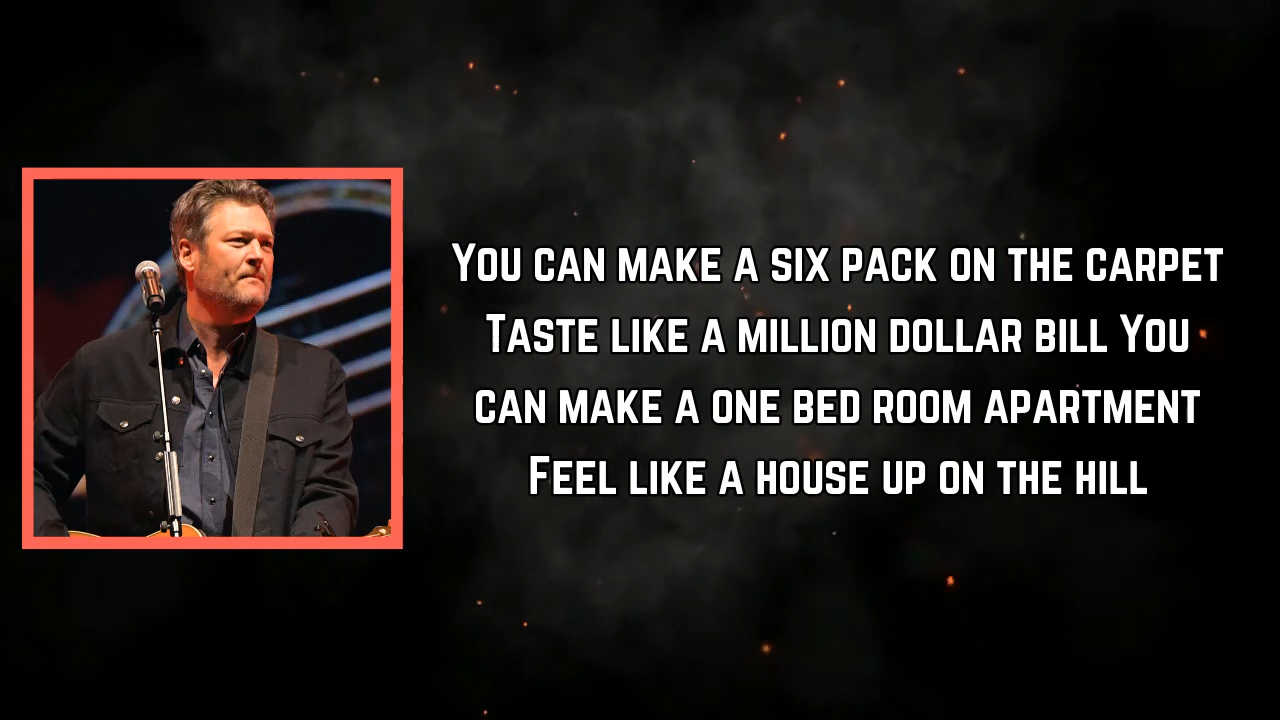 You can make a six pack on the carpet
Taste like a million dollar bill You
can make a one bed room apartment
Feel like a house up on the hill